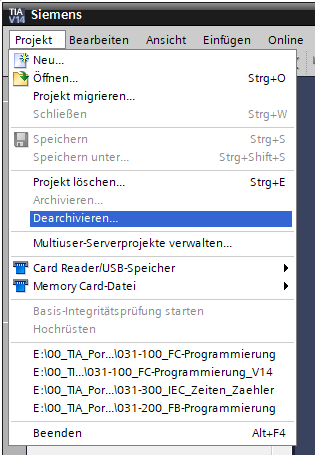 TIA
V14
Siemens
Projekt Bearbeiten Ansicht Einfügen Online
Neu...
Öffnen... Strg+O
Projekt migrieren...
Schließen Strg+W
Speichern Strg+S
Speichern unter... Strg+Shift+S
Projekt löschen... Strg+E
Archivieren...
Dearchivieren...
Multiuser-Serverprojekte verwalten...
Card Reader/USB-Speicher
Memory Card-Datei
Basis-Integritätsprüfung starten
Hochrüsten
E:\00_TIA_Por...\031-100_FC-Programmierung
E:\00_TI...\031-100_FC-Programmierung_V14
E:\00_TIA_Por...\031-300_IEC_Zeiten_Zaehler
E:\00_TIA_Por...\031-200_FB-Programmierung
Beenden Alt+F4